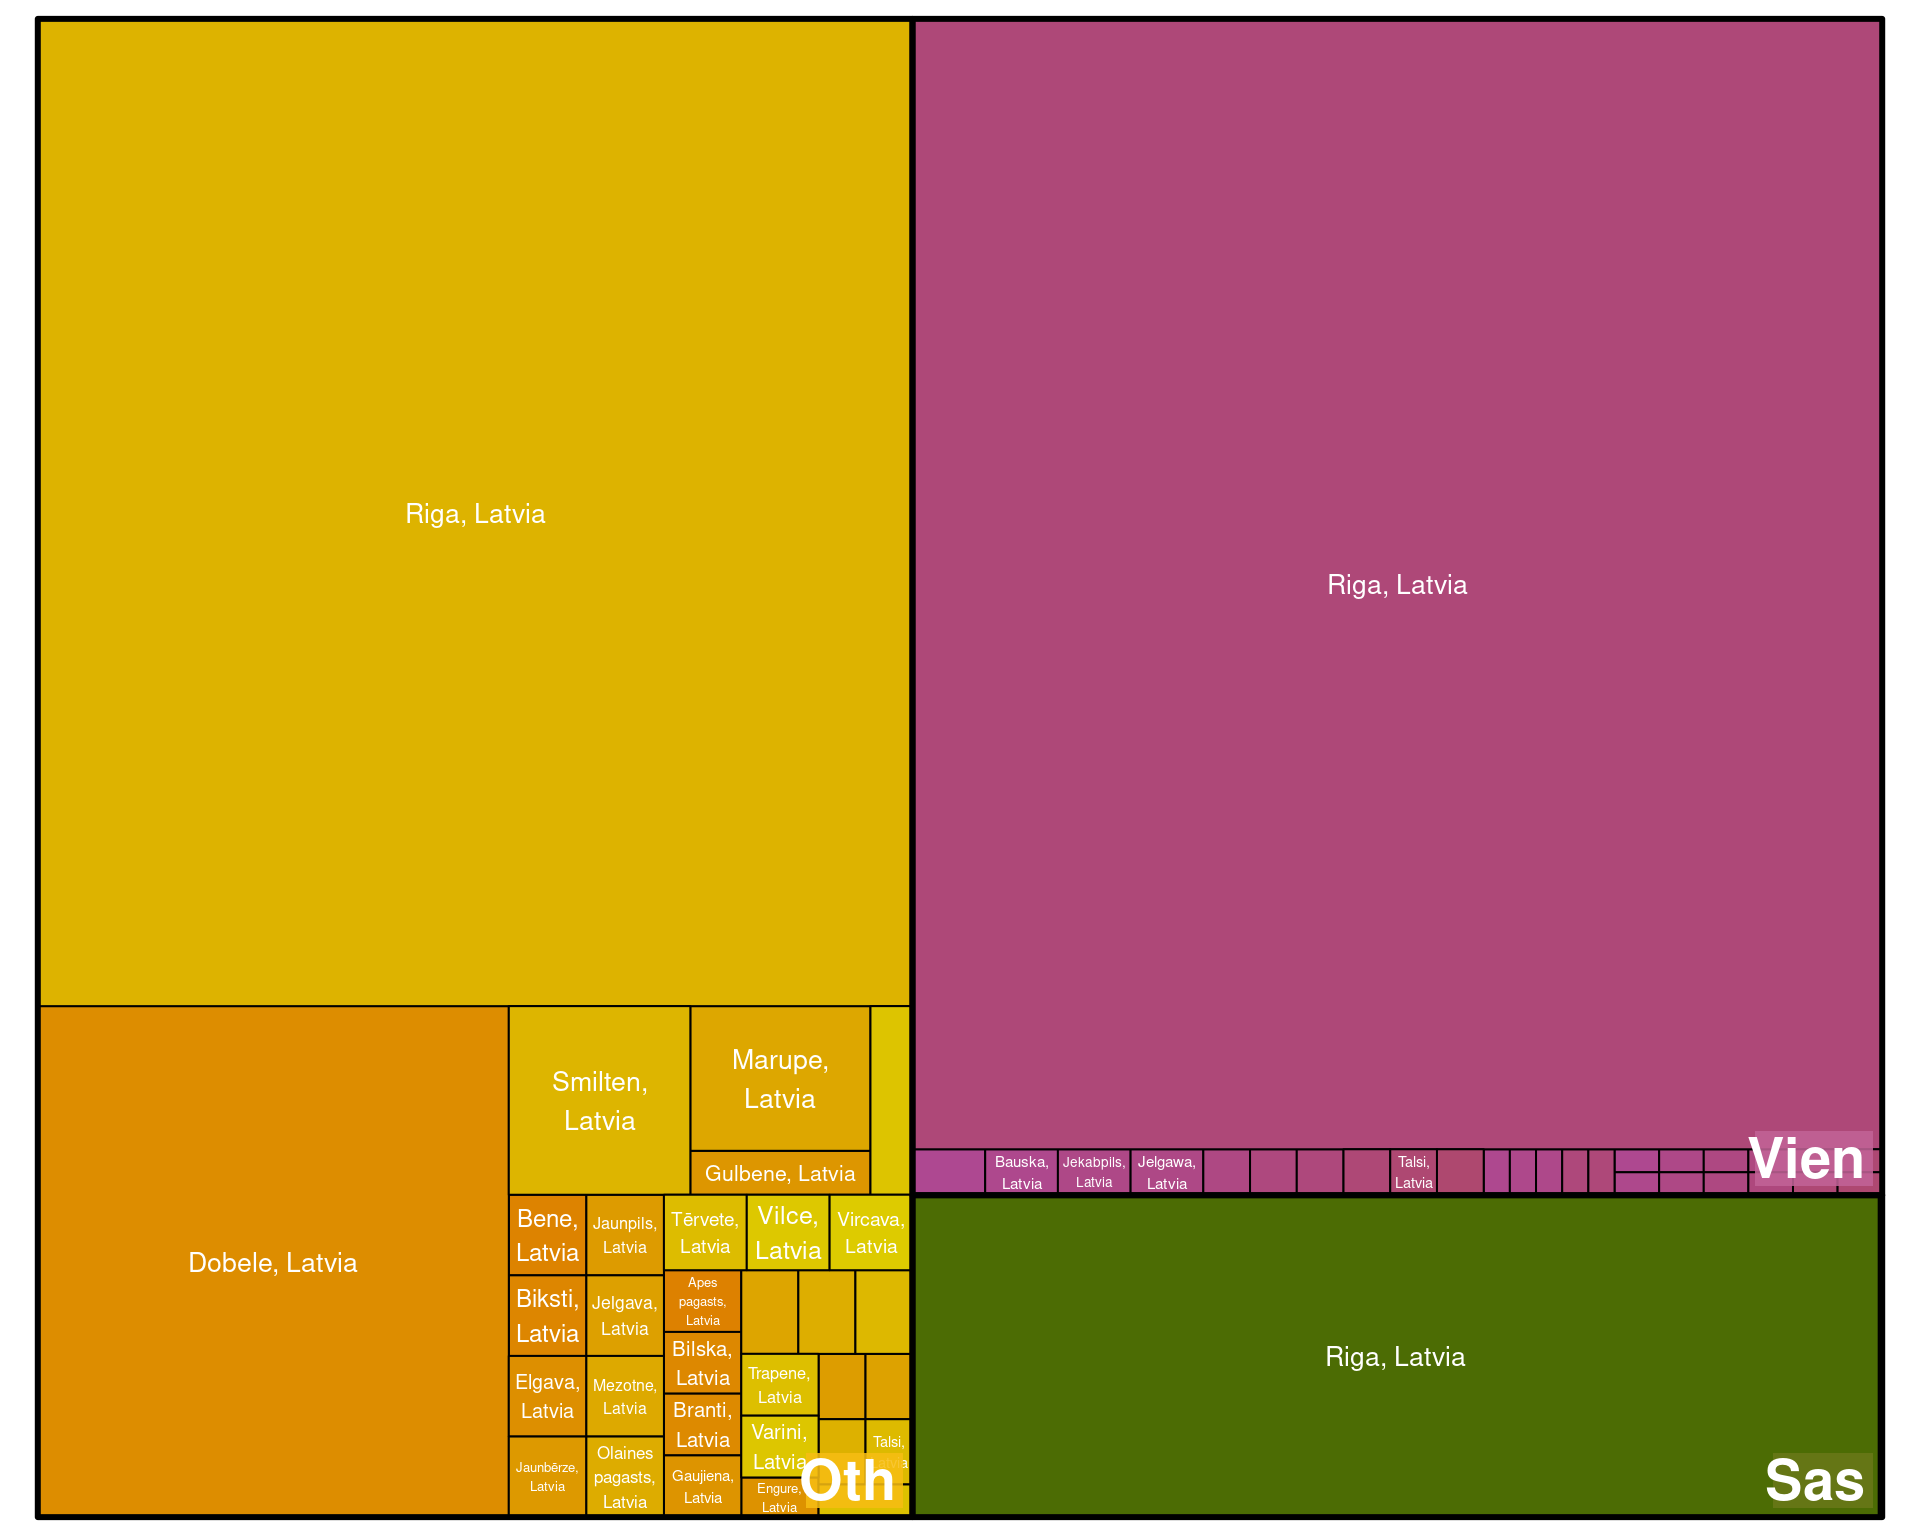 Riga, Latvia
Riga, Latvia
Smilten,
Latvia
Marupe,
Latvia
Gulbene, Latvia
Dobele, Latvia
Bene,
Latvia
Jaunpils,
Latvia
Tērvete,
Latvia
Vilce,
Latvia
Vircava,
Latvia
Biksti,
Latvia
Jelgava,
Latvia
Apes
pagasts,
Latvia
Bilska,
Latvia
Elgava,
Latvia
Mezotne,
Latvia
Branti,
Latvia
Trapene,
Latvia
Varini,
Latvia
Talsi,
Latvia
Jaunbērze,
Latvia
Olaines
pagasts,
Latvia
Gaujiena,
Latvia
Engure,
Latvia
Oth
Bauska,
Latvia
Jekabpils,
Latvia
Jelgawa,
Latvia
Talsi,
Latvia
Vien
Riga, Latvia
Sas